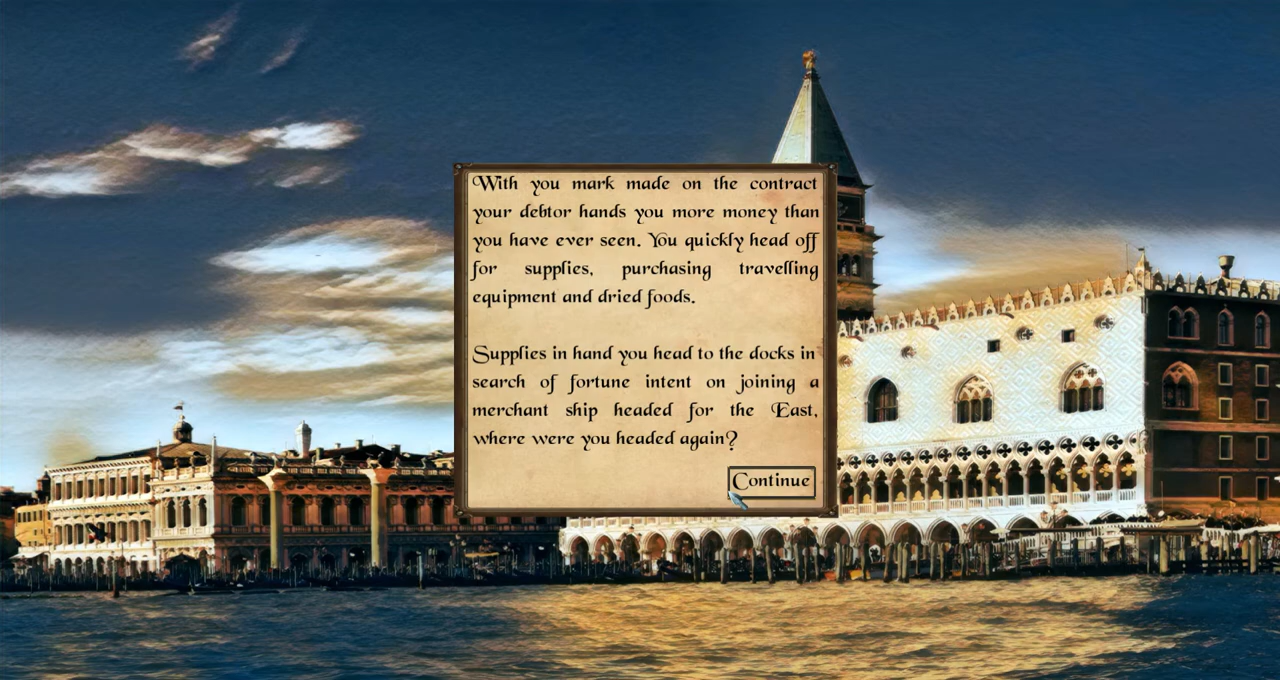 With you mark made on the contract
your debtor hands you more money than
you have ever seen. You quickly head off
for supplies, purchasing travelling
equipment and dried foods.
Supplies in hand you head to the docks in
search of fortune intent on joining a
merchant ship headed for the East,
where were you headed again?
Continue